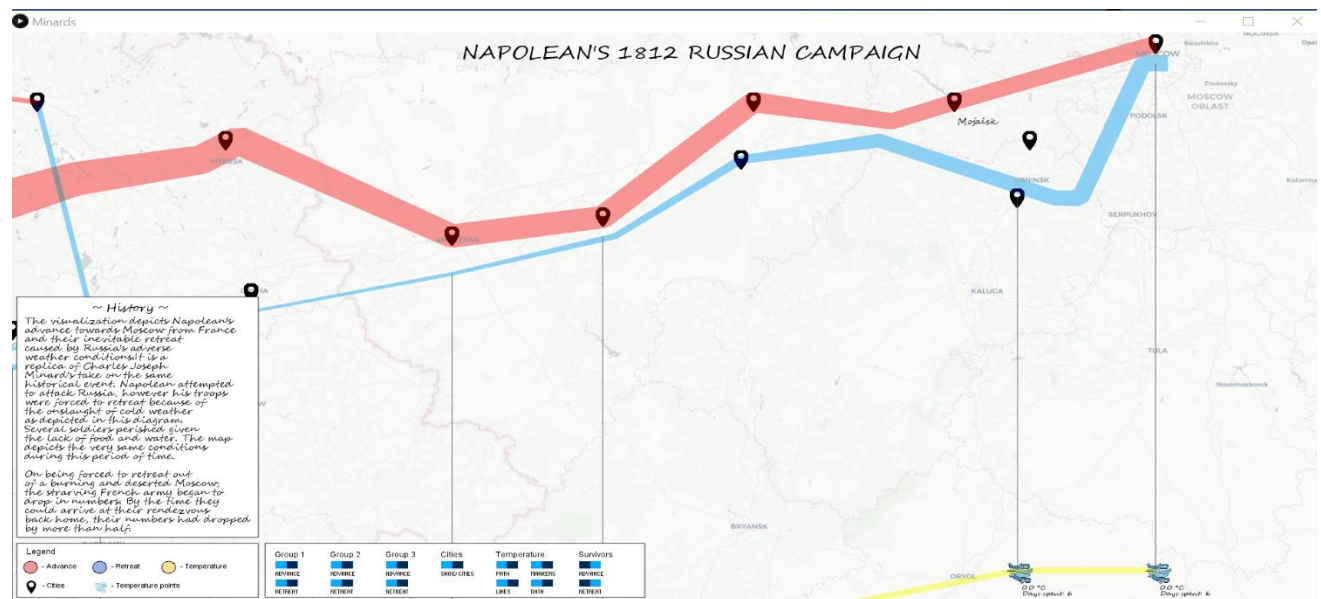 Minards
NAPOLEAN'S 1812 RUSSIAN CAMPAIGN
Balashikha
MOSCOW
Zhukovsky
MOSCOW
OBLAST
PODOLSK
Mojaisk
VITEBSK
OBNINSK
Kolomna
SERPUKHOV
KALUGA
TULA
Novomoskovsk
BRYANSK
ORYOL
~ History ~
The visualization depicts Napolean's
advance towards Moscow from France
and their inevitable retreat
caused by Russia's adverse
weather conditions.It is a
replica of Charles Joseph
Minard's take on the same
historical event. Napolean attempted
to attack Russia, however his troops
were forced to retreat because of
the onslaught of cold weather
as depicted in this diagram.
Several soldiers perished given
the lack of food and water. The map
depicts the very same conditions
during this period of time.
On being forced to retreat out
of a burning and deserted Moscow,
the strarving French army began to
drop in numbers. By the time they
could arrive at their rendezvous
back home, their numbers had dropped
by more than half.
Legend
- Advance - Retreat - Temperature
- Cities - Temperature points
Group 1 Group 2 Group 3 Cities Temperature Survivors
ADVANCE ADVANCE ADVANCE SHOW CITIES PATH MARKERS ADVANCE
RETREAT RETREAT RETREAT LINES DATA RETREAT
0.0 °C
Days spent: 6
0.0 °C
Days spent: 6